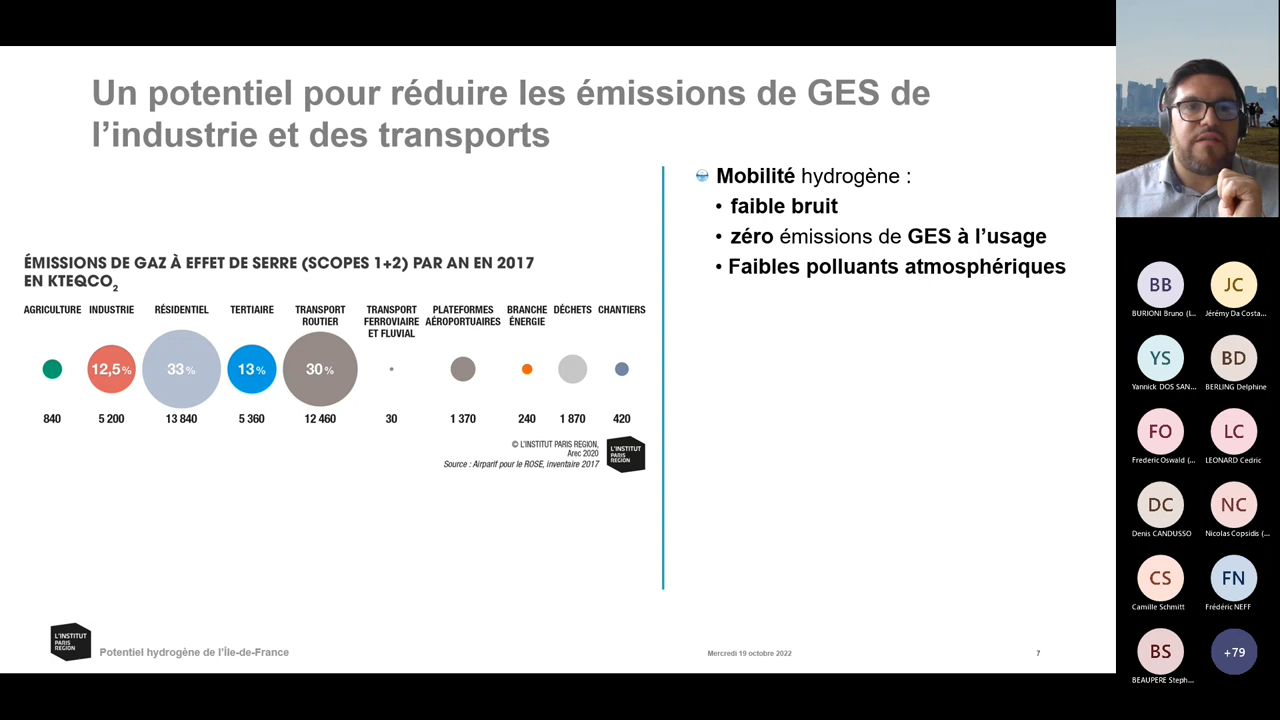 Un potentiel pour réduire les émissions de GES de
l'industrie et des transports
ÉMISSIONS DE GAZ À EFFET DE SERRE (SCOPES 1+2) PAR AN EN 2017
EN KTEQCO2
AGRICULTURE INDUSTRIE RÉSIDENTIEL TERTIAIRE TRANSPORT ROUTIER TRANSPORT FERROVIAIRE ET FLUVIAL PLATEFORMES AÉROPORTUAIRES BRANCHE ÉNERGIE DÉCHETS CHANTIERS
12,5% 33% 13% 30%
840 5 200 13 840 5 360 12 460 30 1 370 240 1 870 420
© L'INSTITUT PARIS REGION,
Arec 2020
Source : Airparif pour le ROSE, inventaire 2017
L'INSTITUT
PARIS
REGION
Mobilité hydrogène :
• faible bruit
• zéro émissions de GES à l'usage
• Faibles polluants atmosphériques
L'INSTITUT
PARIS
REGION
Potentiel hydrogène de l'Île-de-France
Mercredi 19 octobre 2022
7
BB JC
BURIONI Bruno (L... Jérémy Da Costa...
YS BD
Yannick DOS SAN... BERLING Delphine
FO LC
Frederic Oswald (... LEONARD Cedric
DC NC
Denis CANDUSSO Nicolas Copsidis (...
CS FN
Camille Schmitt Frédéric NEFF
BS +79
BEAUPERE Steph...